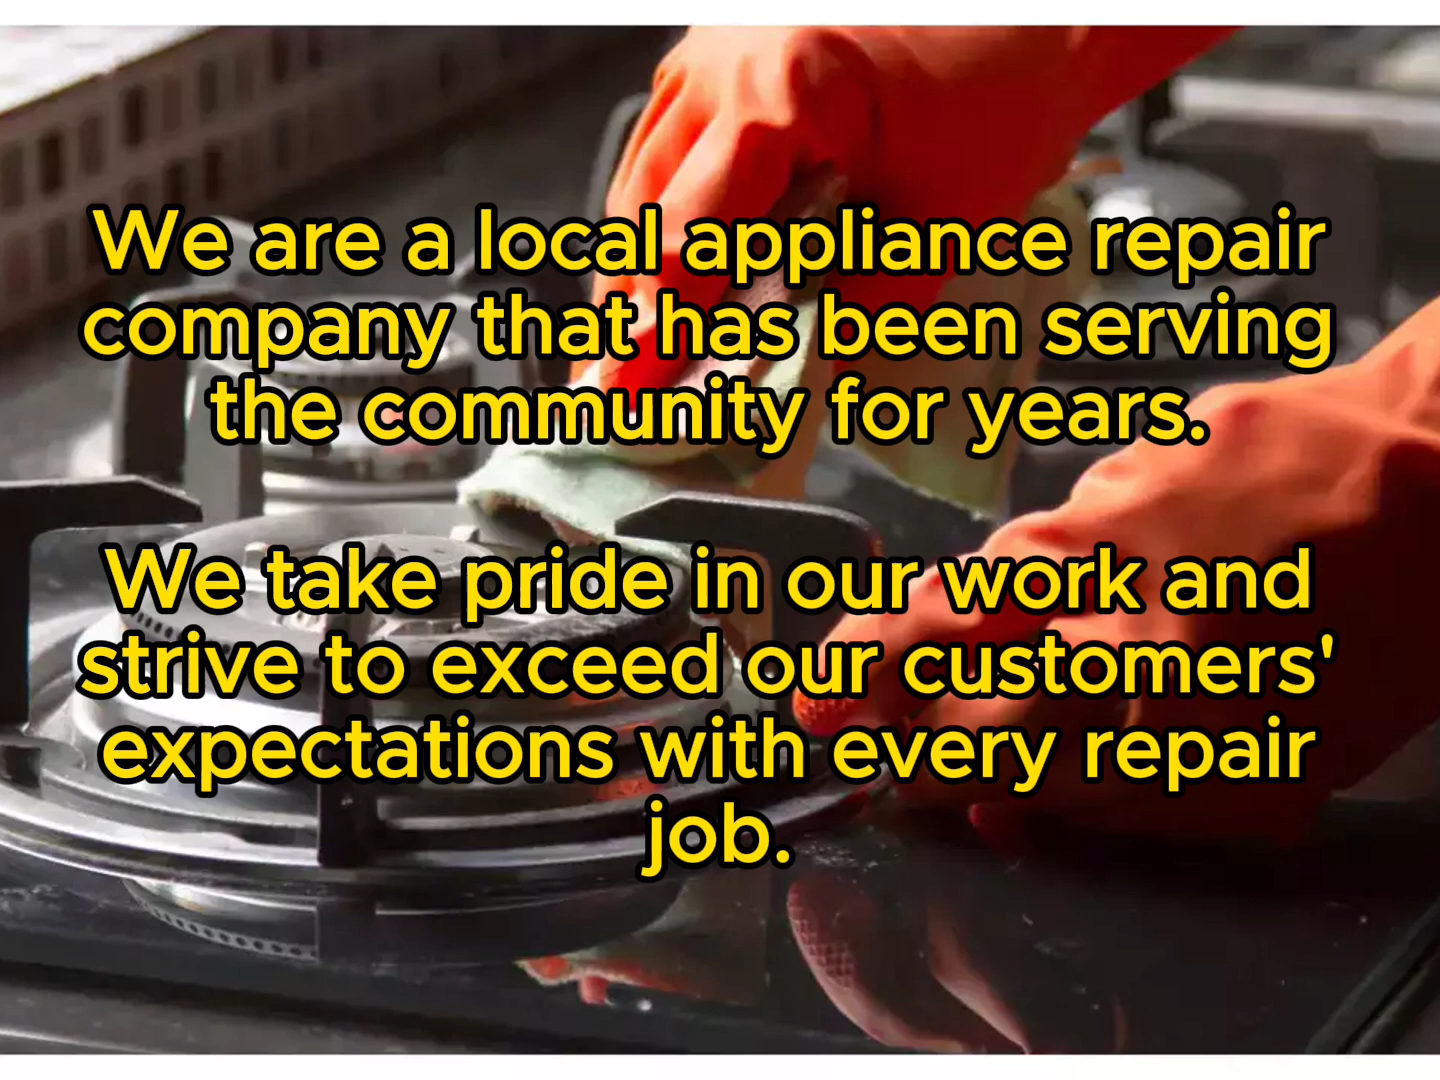 We are a local appliance repair
company that has been serving
the community for years.
We take pride in our work and
strive to exceed our customers'
expectations with every repair
job.